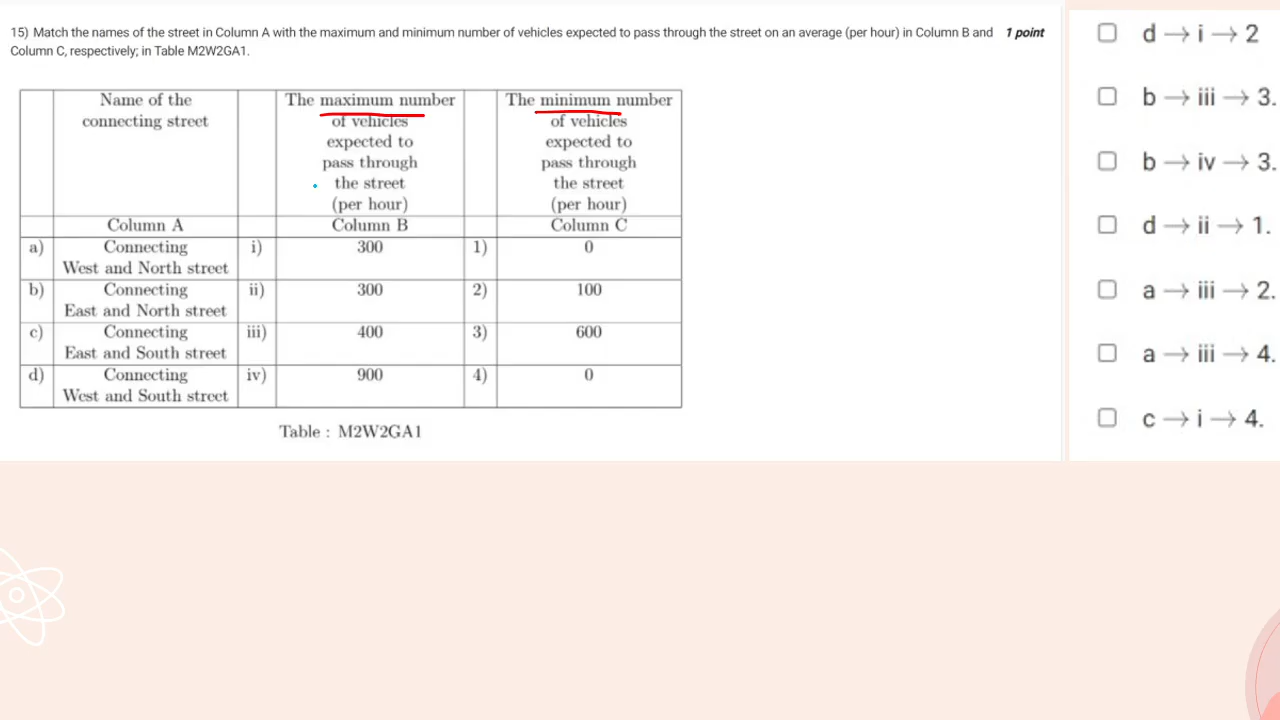 15) Match the names of the street in Column A with the maximum and minimum number of vehicles expected to pass through the street on an average (per hour) in Column B and 1 point
Column C, respectively; in Table M2W2GA1.
Name of the connecting street
The maximum number of vehicles expected to pass through the street (per hour)
The minimum number of vehicles expected to pass through the street (per hour)
Column A Column B Column C
a) Connecting West and North street i) 300 1) 0
b) Connecting East and North street ii) 300 2) 100
c) Connecting East and South street iii) 400 3) 600
d) Connecting West and South street iv) 900 4) 0
Table : M2W2GA1
d → i → 2
b → iii → 3.
b → iv → 3.
d → ii → 1.
a → iii → 2.
a → iii → 4.
c → i → 4.